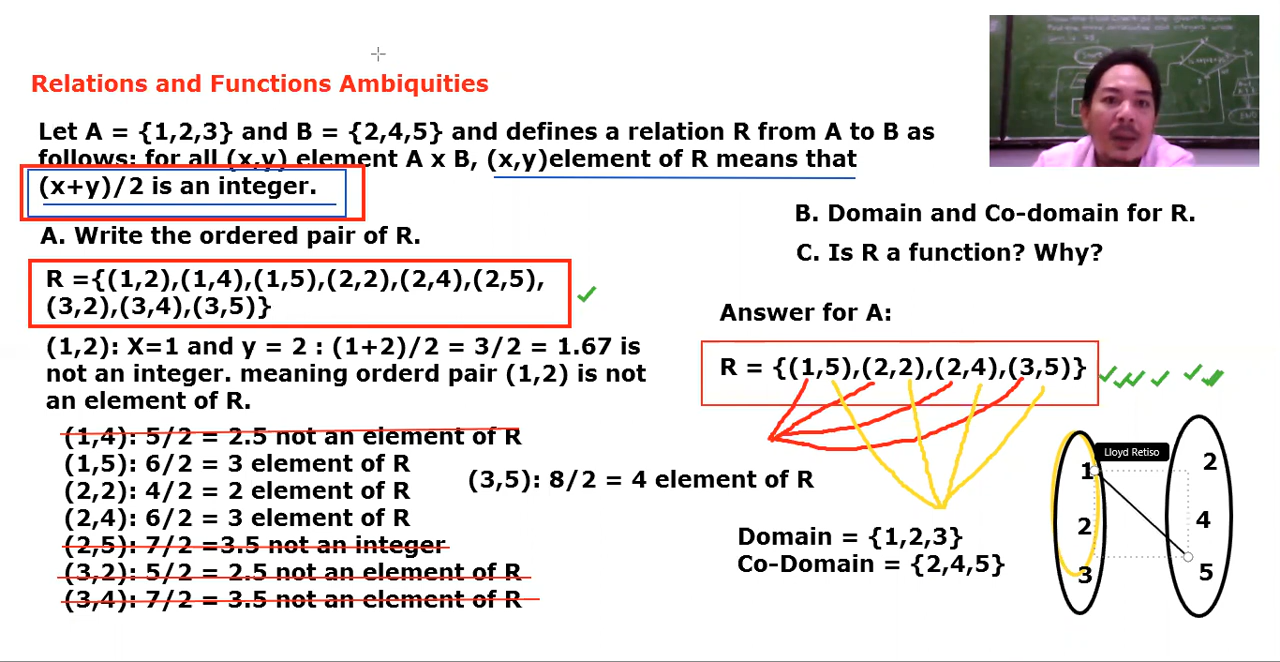 Relations and Functions Ambiquities
Let A = {1,2,3} and B = {2,4,5} and defines a relation R from A to B as
follows: for all (x,y) element A x B, (x,y)element of R means that
(x+y)/2 is an integer.
A. Write the ordered pair of R.
R ={(1,2),(1,4),(1,5),(2,2),(2,4),(2,5),
(3,2),(3,4),(3,5)}
(1,2): X=1 and y = 2 : (1+2)/2 = 3/2 = 1.67 is
not an integer. meaning orderd pair (1,2) is not
an element of R.
(1,4): 5/2 = 2.5 not an element of R
(1,5): 6/2 = 3 element of R
(2,2): 4/2 = 2 element of R
(2,4): 6/2 = 3 element of R
(2,5): 7/2 =3.5 not an integer
(3,2): 5/2 = 2.5 not an element of R
(3,4): 7/2 = 3.5 not an element of R
(3,5): 8/2 = 4 element of R
B. Domain and Co-domain for R.
C. Is R a function? Why?
Answer for A:
R = {(1,5),(2,2),(2,4),(3,5)}
Domain = {1,2,3}
Co-Domain = {2,4,5}
Lloyd Retiso
1 2
2 4
3 5